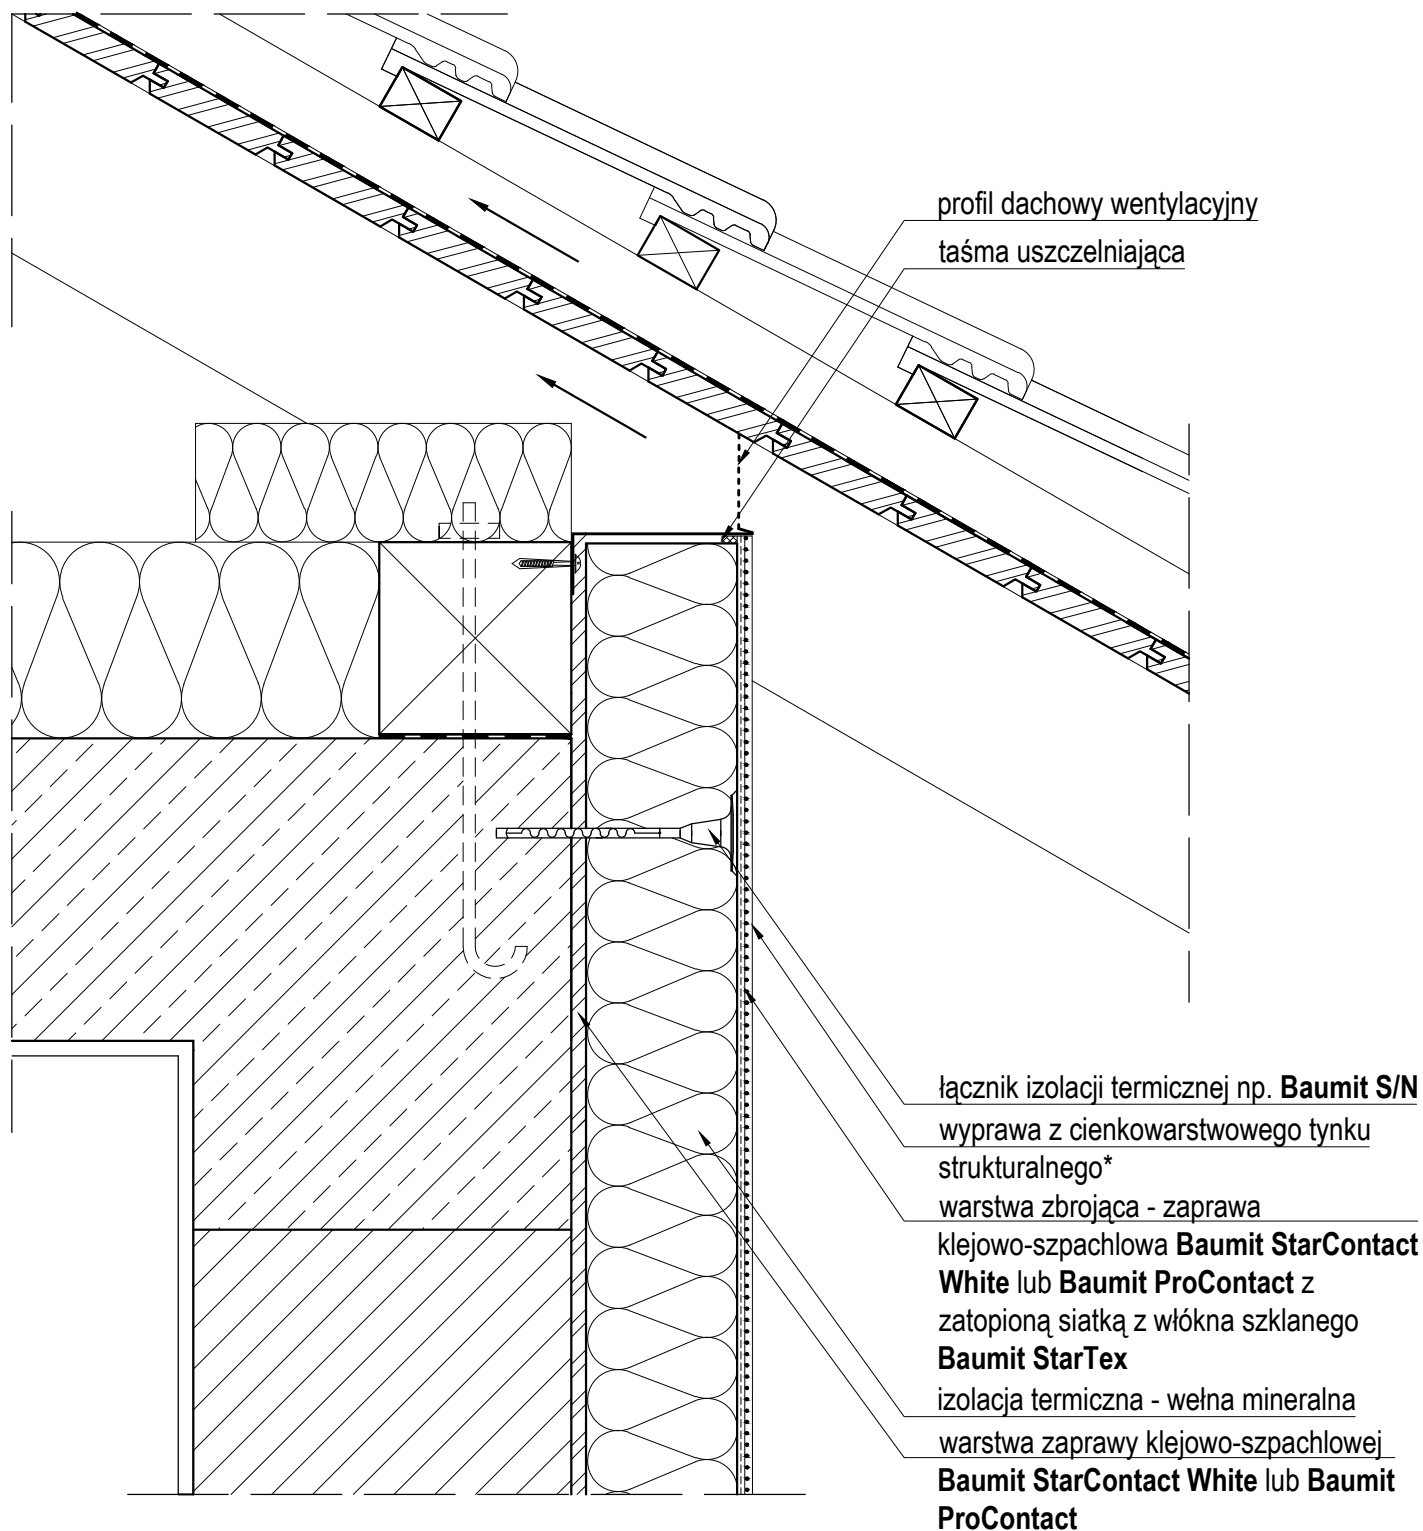 profil dachowy wentylacyjny
taśma uszczelniająca
łącznik izolacji termicznej np. Baumit S/N
wyprawa z cienkowarstwowego tynku
strukturalnego*
warstwa zbrojąca - zaprawa
klejowo-szpachlowa Baumit StarContact
White lub Baumit ProContact z
zatopioną siatką z włókna szklanego
Baumit StarTex
izolacja termiczna - wełna mineralna
warstwa zaprawy klejowo-szpachlowej
Baumit StarContact White lub Baumit
ProContact